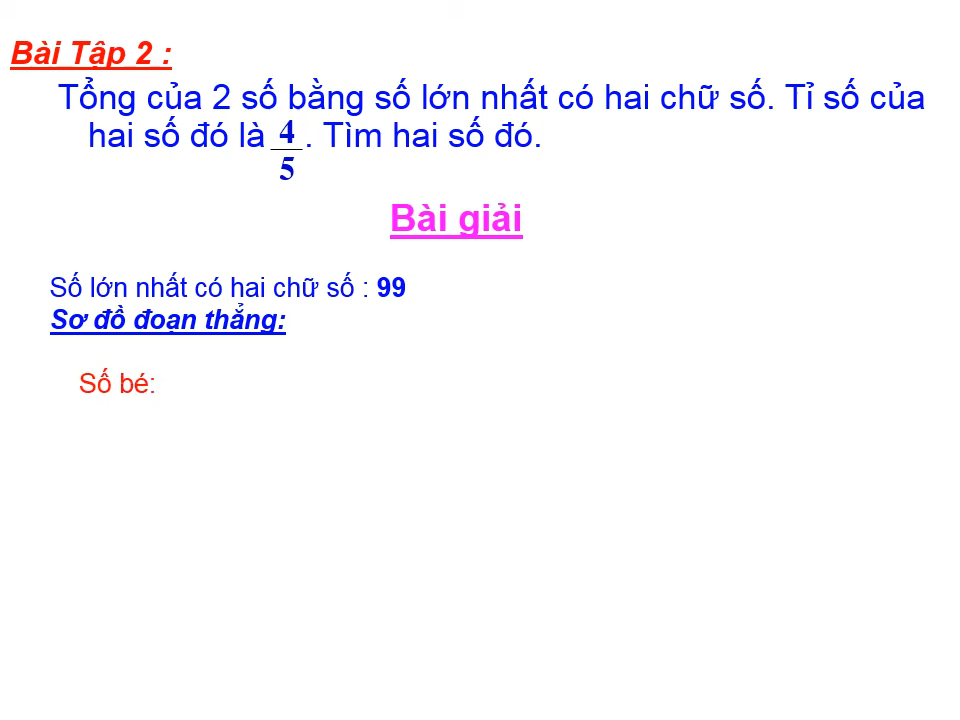 Bài Tập 2 :
Tổng của 2 số bằng số lớn nhất có hai chữ số. Tỉ số của
hai số đó là 4/5. Tìm hai số đó.
Bài giải
Số lớn nhất có hai chữ số : 99
Sơ đồ đoạn thẳng:
Số bé: